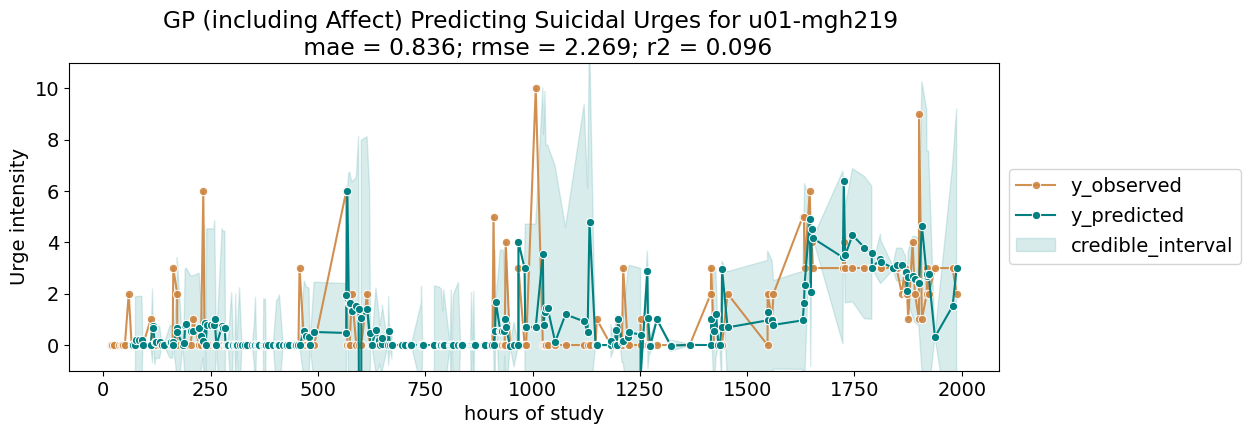 GP (including Affect) Predicting Suicidal Urges for u01-mgh219
mae = 0.836; rmse = 2.269; r2 = 0.096
Urge intensity
10
8
6
4
2
0
0 250 500 750 1000 1250 1500 1750 2000
hours of study
y_observed
y_predicted
credible_interval